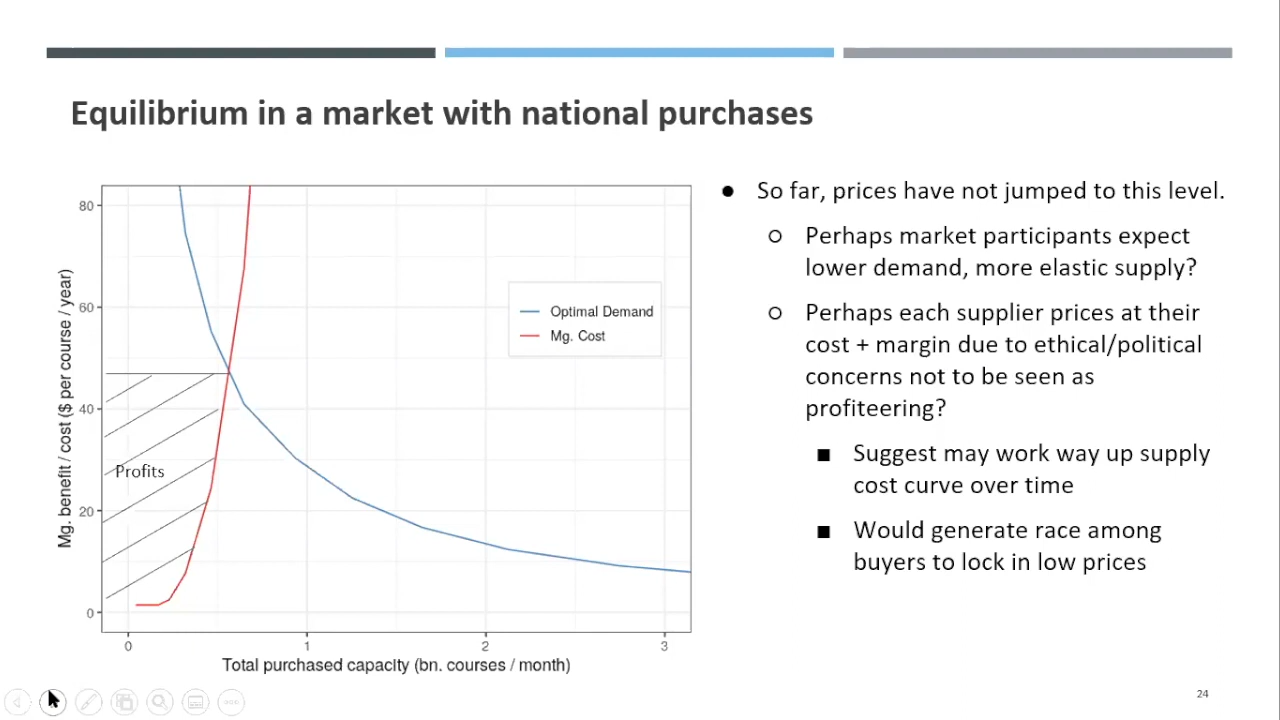 Equilibrium in a market with national purchases
80
60
40
20
0
Mg. benefit / cost ($ per course / year)
Optimal Demand
Mg. Cost
Profits
0
1
2
3
Total purchased capacity (bn. courses / month)
● So far, prices have not jumped to this level.
○ Perhaps market participants expect
lower demand, more elastic supply?
○ Perhaps each supplier prices at their
cost + margin due to ethical/political
concerns not to be seen as
profiteering?
■ Suggest may work way up supply
cost curve over time
■ Would generate race among
buyers to lock in low prices
24